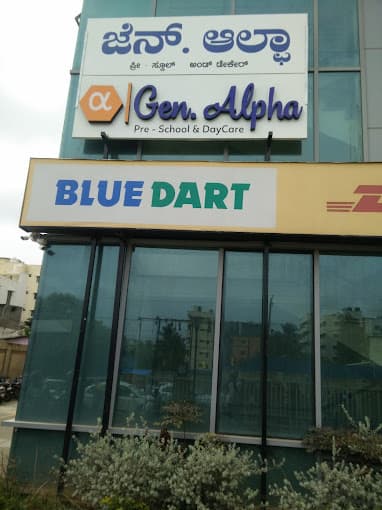 ಜೆನ್. ಆಲ್ಫಾ
ಪ್ರೀ - ಸ್ಕೂಲ್ ಅಂಡ್ ಡೇಕೇರ್
α Gen. Alpha
Pre - School & DayCare
BLUE DART